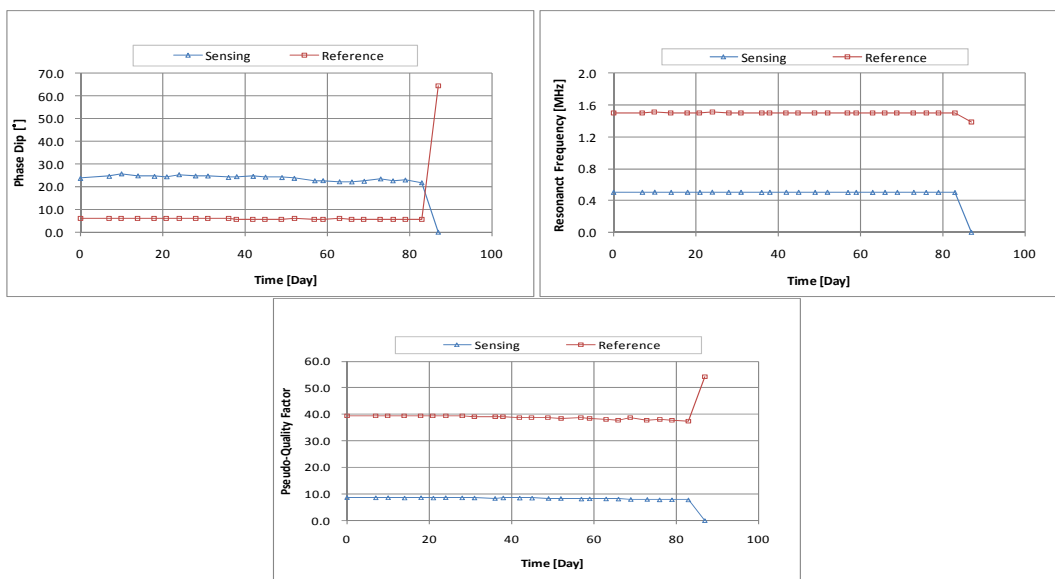 Sensing Reference
70.0
60.0
50.0
40.0
30.0
20.0
10.0
0.0
Phase Dip [°]
0 20 40 60 80 100
Time [Day]
Sensing Reference
2.0
1.6
1.2
0.8
0.4
0.0
Resonanct Frequency [MHz]
0 20 40 60 80 100
Time [Day]
Sensing Reference
60.0
50.0
40.0
30.0
20.0
10.0
0.0
Pseudo-Quality Factor
0 20 40 60 80 100
Time [Day]